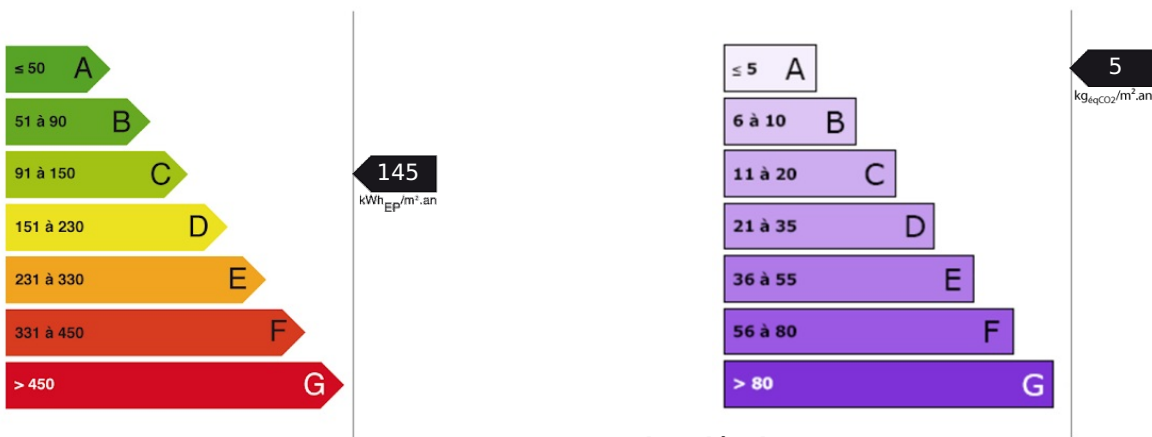 ≤ 50 A
51 à 90 B
91 à 150 C
151 à 230 D
231 à 330 E
331 à 450 F
> 450 G
145
kWhEP/m².an
≤ 5 A
6 à 10 B
11 à 20 C
21 à 35 D
36 à 55 E
56 à 80 F
> 80 G
5
kgéqCO2/m².an